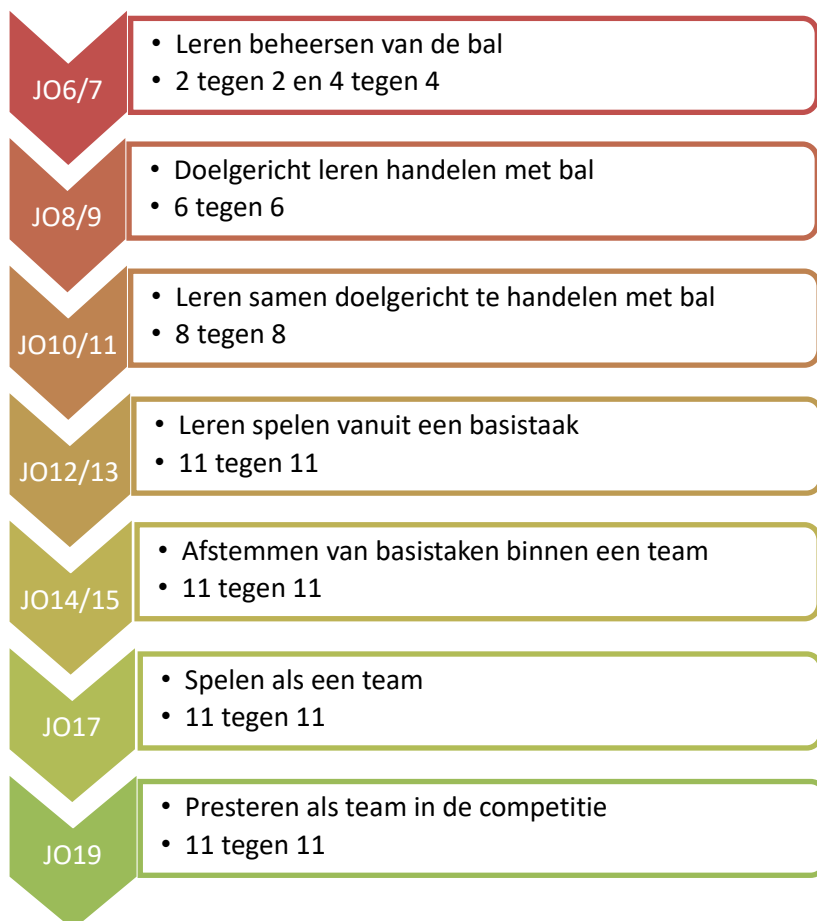 JO6/7
• Leren beheersen van de bal
• 2 tegen 2 en 4 tegen 4
JO8/9
• Doelgericht leren handelen met bal
• 6 tegen 6
JO10/11
• Leren samen doelgericht te handelen met bal
• 8 tegen 8
JO12/13
• Leren spelen vanuit een basistaak
• 11 tegen 11
JO14/15
• Afstemmen van basistaken binnen een team
• 11 tegen 11
JO17
• Spelen als een team
• 11 tegen 11
JO19
• Presteren als team in de competitie
• 11 tegen 11